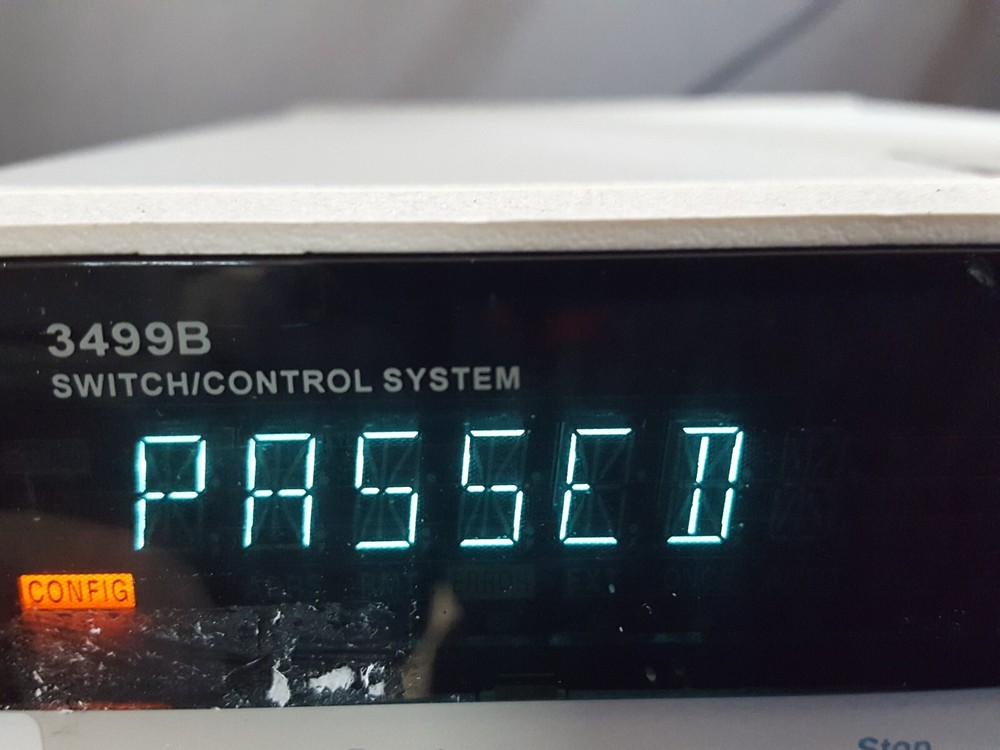 3499B
SWITCH/CONTROL SYSTEM
PASSED
CONFIG